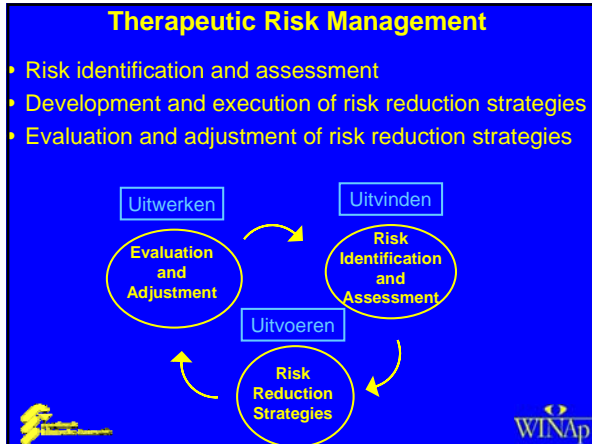 Therapeutic Risk Management
• Risk identification and assessment
• Development and execution of risk reduction strategies
• Evaluation and adjustment of risk reduction strategies
Uitwerken
Uitvinden
Evaluation
and
Adjustment
Risk
Identification
and
Assessment
Uitvoeren
Risk
Reduction
Strategies
WINAp